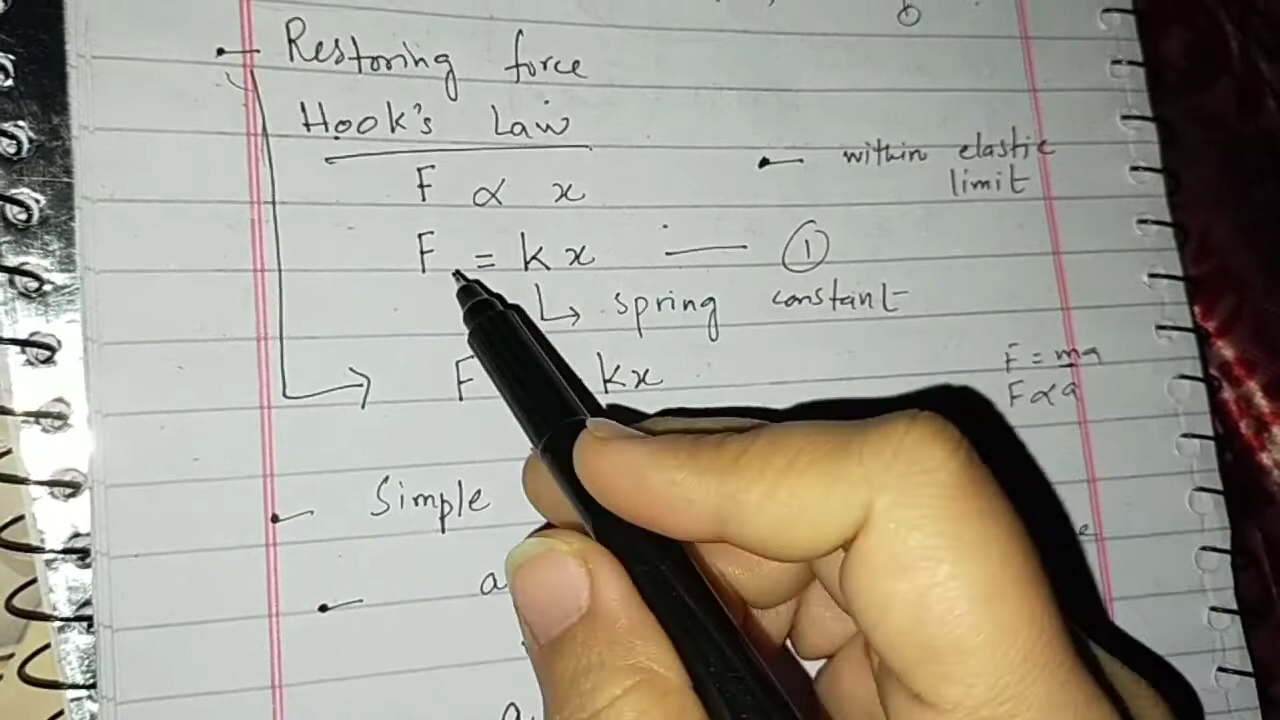 Restoring force
Hook's Law
F ∝ x
→ within elastic
limit
F = kx — ①
↳ spring constant
F kx
F = ma
F ∝ a
Simple